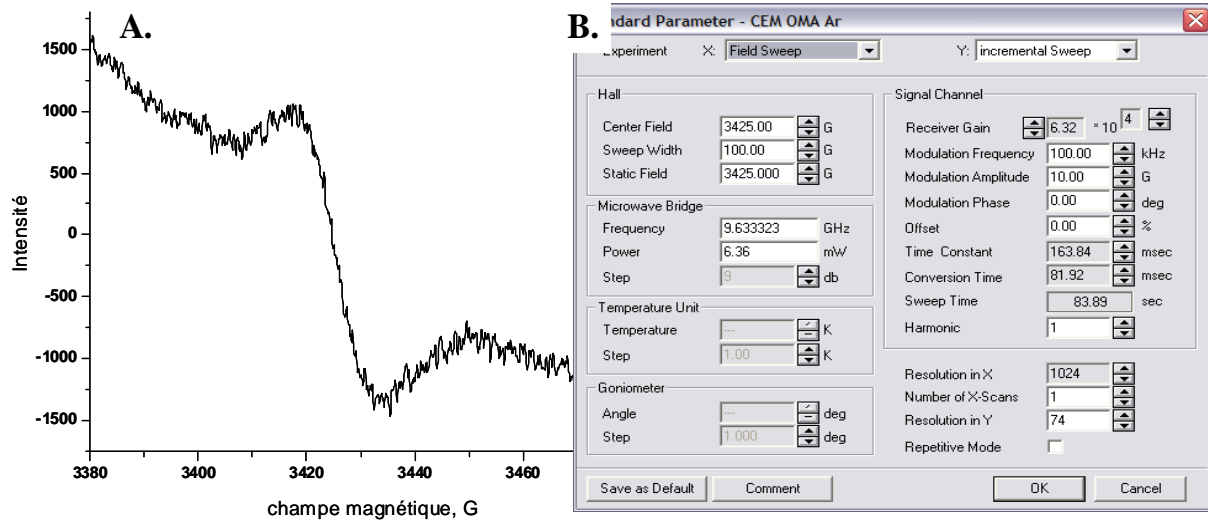 A.
1500
1000
500
0
-500
-1000
-1500
Intensité
3380
3400
3420
3440
3460
champe magnétique, G
B.
ndard Parameter - CEM OMA Ar
Experiment X: Field Sweep Y: incremental Sweep
Hall
Center Field 3425.00 G
Sweep Width 100.00 G
Static Field 3425.000 G
Microwave Bridge
Frequency 9.633323 GHz
Power 6.36 mW
Step 9 db
Temperature Unit
Temperature --- K
Step 1.00 K
Goniometer
Angle --- deg
Step 1.000 deg
Signal Channel
Receiver Gain 6.32 * 10 4
Modulation Frequency 100.00 kHz
Modulation Amplitude 10.00 G
Modulation Phase 0.00 deg
Offset 0.00 %
Time Constant 163.84 msec
Conversion Time 81.92 msec
Sweep Time 83.89 sec
Harmonic 1
Resolution in X 1024
Number of X-Scans 1
Resolution in Y 74
Repetitive Mode
Save as Default Comment OK Cancel